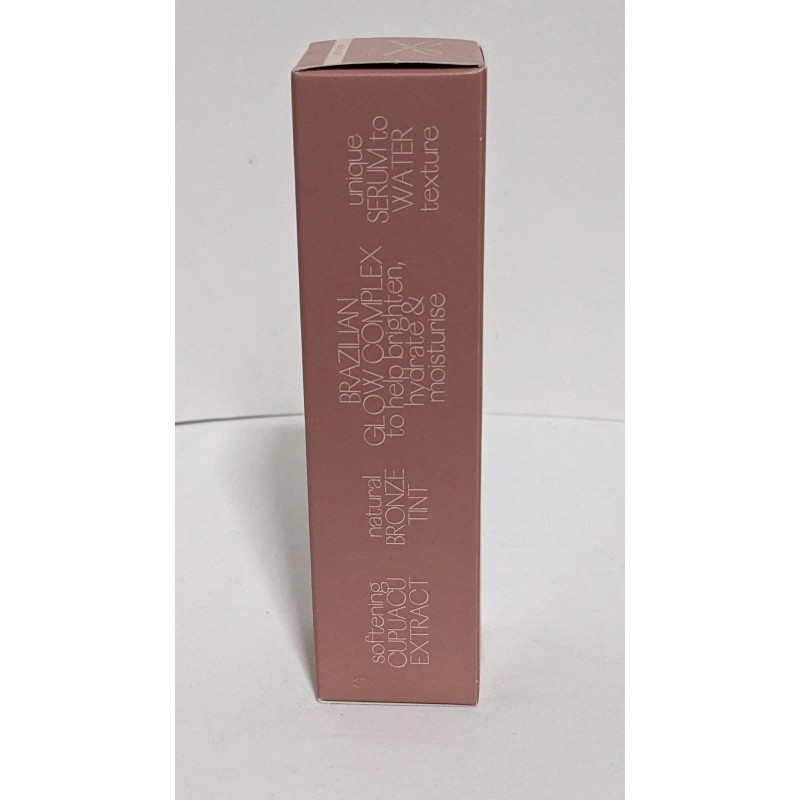 softening
CUPUACU
EXTRACT
natural
BRONZE
TINT
BRAZILIAN
GLOW COMPLEX
to help brighten,
hydrate &
moisturise
unique
SERUM to
WATER
texture